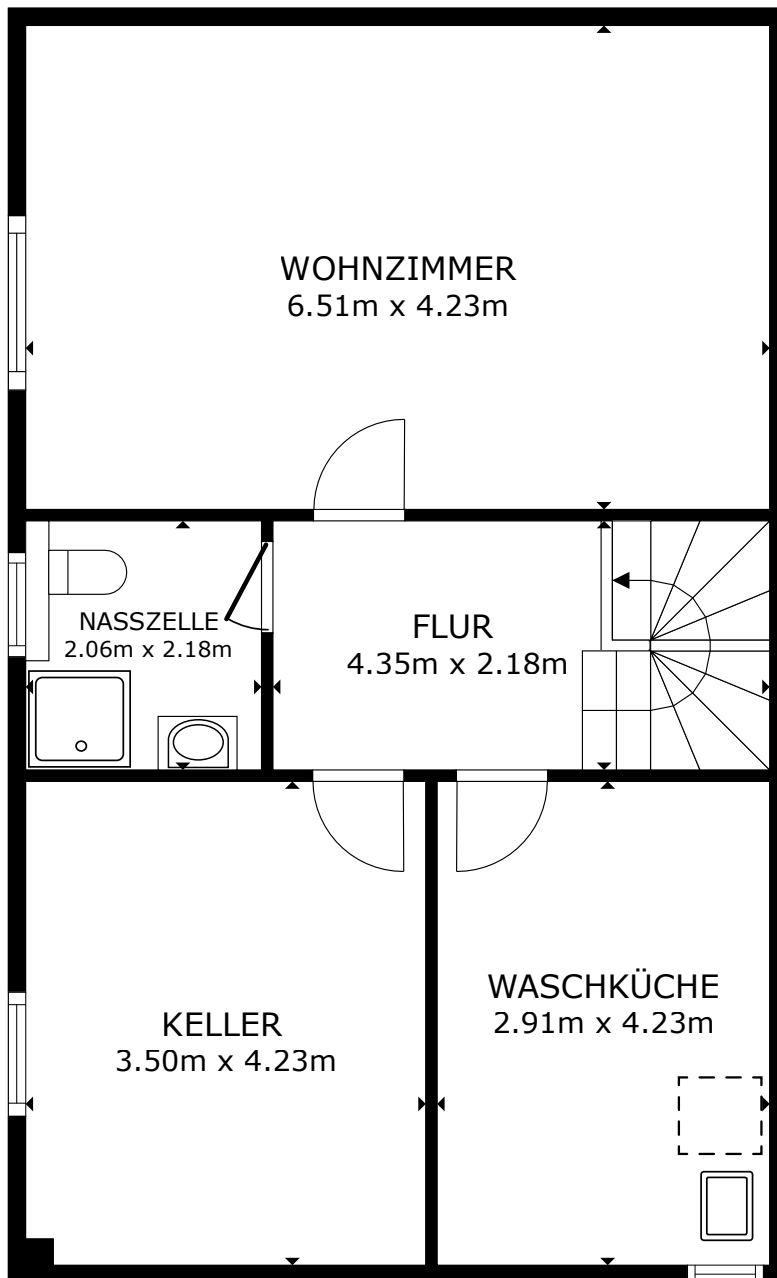 WOHNZIMMER
6.51m x 4.23m
NASSZELLE
2.06m x 2.18m
FLUR
4.35m x 2.18m
KELLER
3.50m x 4.23m
WASCHKÜCHE
2.91m x 4.23m